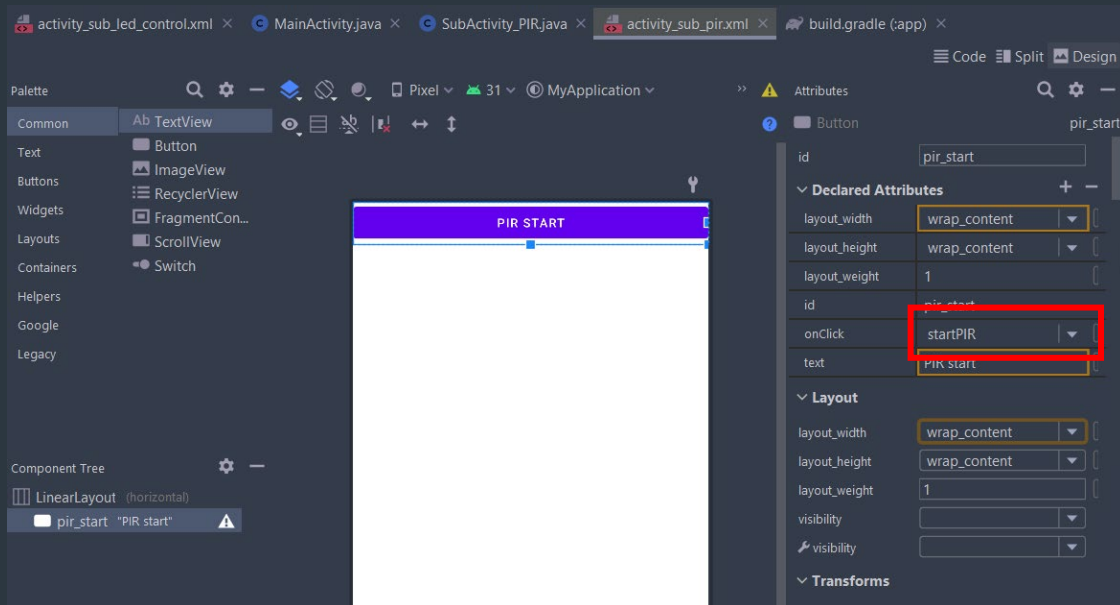 activity_sub_led_control.xml
MainActivity.java
SubActivity_PIR.java
activity_sub_pir.xml
build.gradle (:app)
Code
Split
Design
Palette
Pixel
31
MyApplication
Common
Text
Buttons
Widgets
Layouts
Containers
Helpers
Google
Legacy
Ab TextView
Button
ImageView
RecyclerView
FragmentCon...
ScrollView
Switch
PIR START
Component Tree
LinearLayout (horizontal)
pir_start "PIR start"
Attributes
Button
pir_start
id pir_start
Declared Attributes
layout_width wrap_content
layout_height wrap_content
layout_weight 1
id pir_start
onClick startPIR
text PIR start
Layout
layout_width wrap_content
layout_height wrap_content
layout_weight 1
visibility
visibility
Transforms